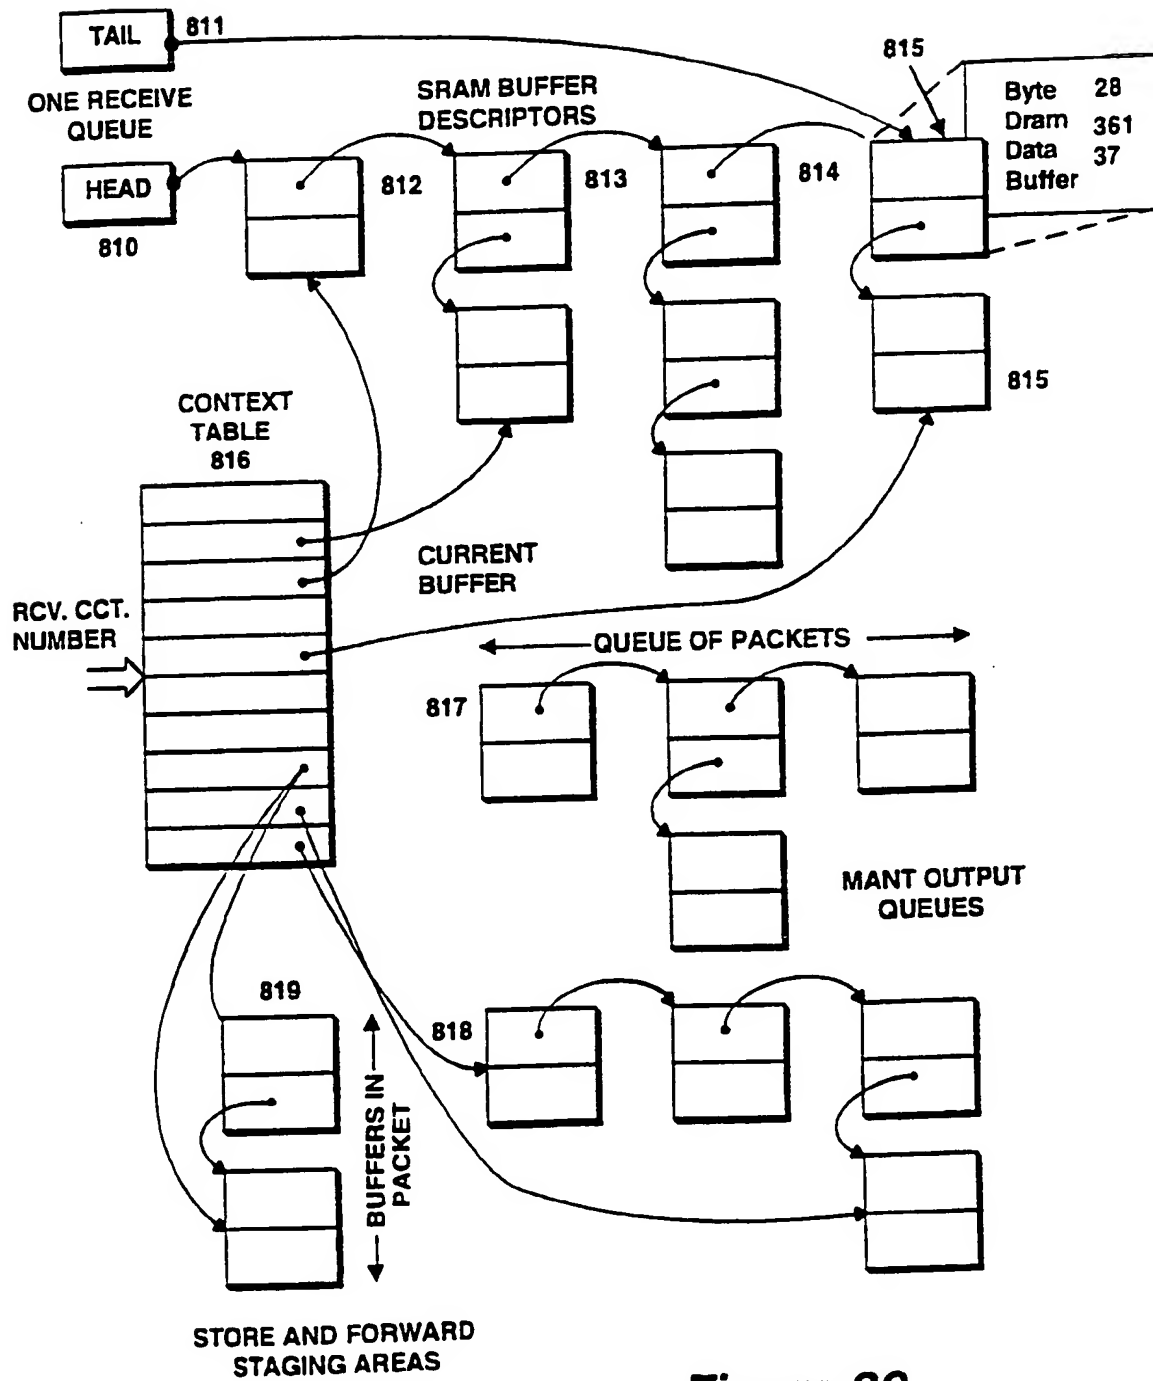 TAIL
811
ONE RECEIVE
QUEUE
HEAD
810
SRAM BUFFER
DESCRIPTORS
812
813
814
815
Byte 28
Dram 361
Data 37
Buffer
815
CONTEXT
TABLE
816
CURRENT
BUFFER
RCV. CCT.
NUMBER
QUEUE OF PACKETS
817
MANT OUTPUT
QUEUES
819
818
BUFFERS IN
PACKET
STORE AND FORWARD
STAGING AREAS